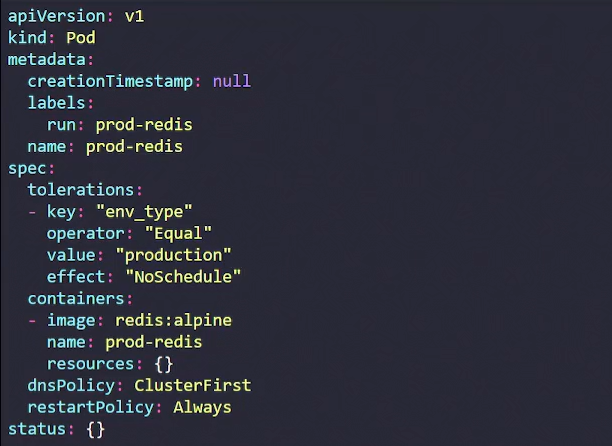 apiVersion: v1
kind: Pod
metadata:
  creationTimestamp: null
  labels:
    run: prod-redis
  name: prod-redis
spec:
  tolerations:
  - key: "env_type"
    operator: "Equal"
    value: "production"
    effect: "NoSchedule"
  containers:
  - image: redis:alpine
    name: prod-redis
    resources: {}
  dnsPolicy: ClusterFirst
  restartPolicy: Always
status: {}